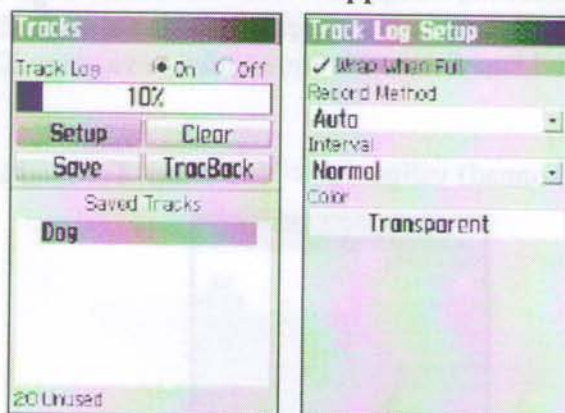 Tracks
Track Log On Off
10%
Setup Clear
Save TracBack
Saved Tracks
Dog
20 Unused
Track Log Setup
Wrap When Full
Record Method
Auto
Interval
Normal
Color
Transparent